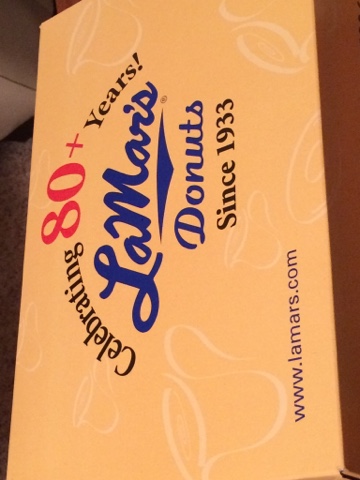 Celebrating 80+ Years!
LaMar's®
Donuts
Since 1933
www.lamars.com